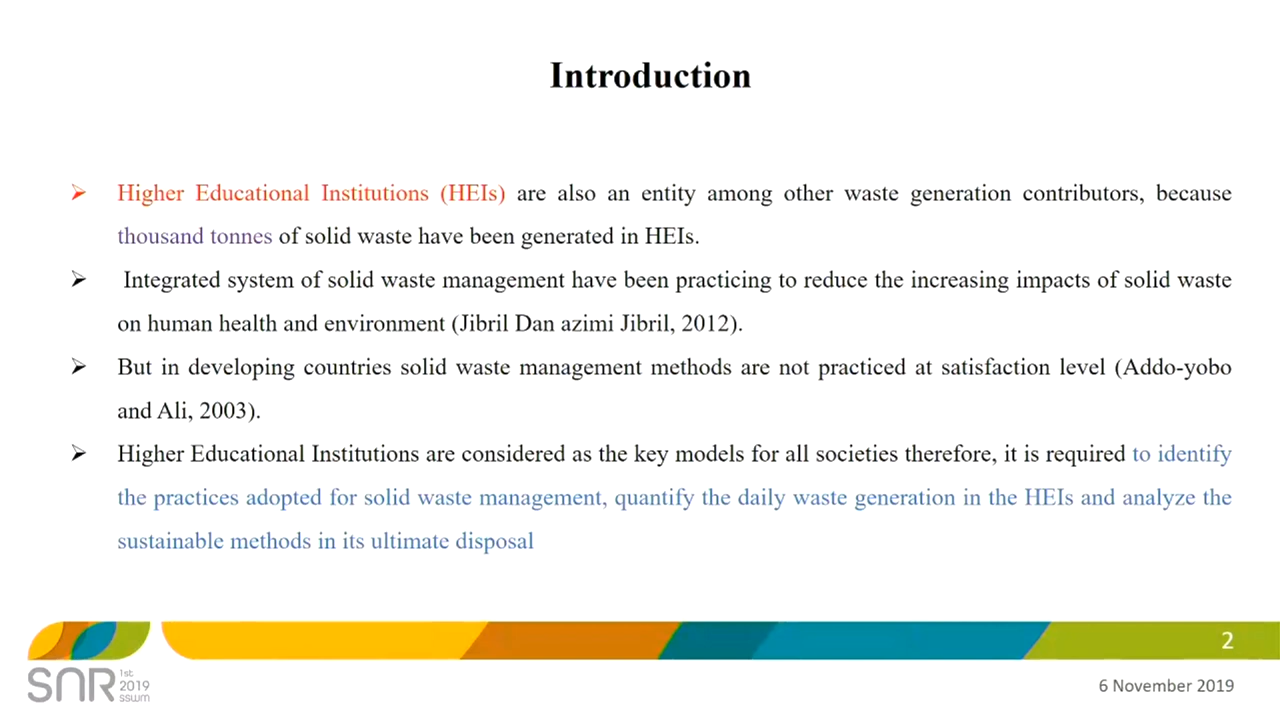 Introduction
➢ Higher Educational Institutions (HEIs) are also an entity among other waste generation contributors, because
thousand tonnes of solid waste have been generated in HEIs.
➢ Integrated system of solid waste management have been practicing to reduce the increasing impacts of solid waste
on human health and environment (Jibril Dan azimi Jibril, 2012).
➢ But in developing countries solid waste management methods are not practiced at satisfaction level (Addo-yobo
and Ali, 2003).
➢ Higher Educational Institutions are considered as the key models for all societies therefore, it is required to identify
the practices adopted for solid waste management, quantify the daily waste generation in the HEIs and analyze the
sustainable methods in its ultimate disposal
2
SNR
1st
2019
sswm
6 November 2019